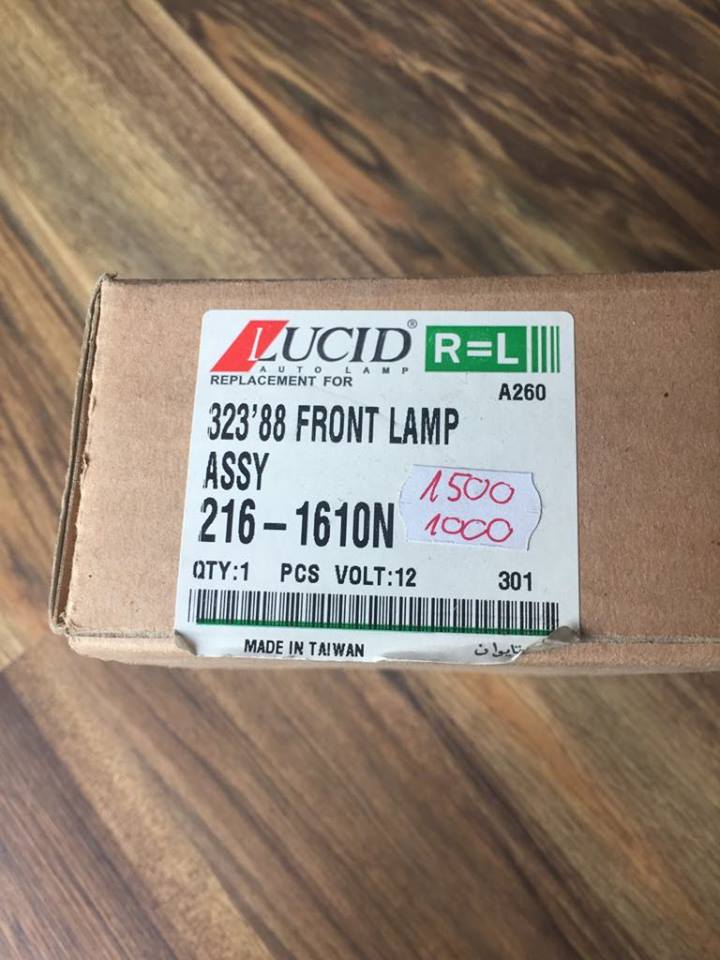 LUCID® R=L
AUTO LAMP
REPLACEMENT FOR
A260
323'88 FRONT LAMP
ASSY
216-1610N
1500
1000
QTY:1 PCS VOLT:12 301
MADE IN TAIWAN